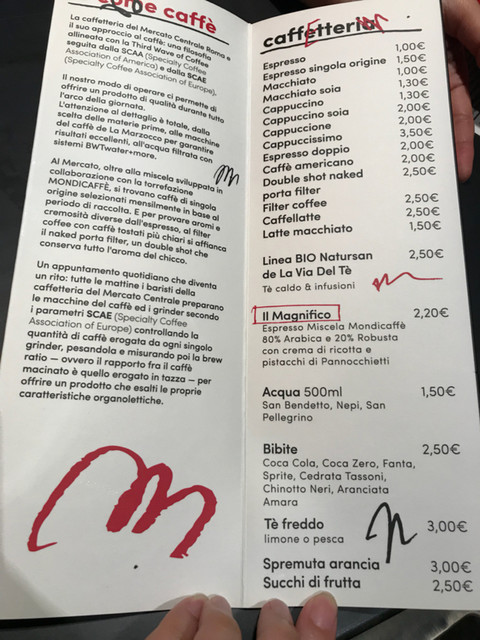 e caffè
La caffetteria del Mercato Centrale Roma e
il suo approccio al caffè: una filosofia
allineata con la Third Wave of Coffee
seguita dalla SCAA (Specialty Coffee
Association of America) e dalla SCAE
(Specialty Coffee Association of Europe).
Il nostro modo di operare ci permette di
offrire un prodotto di qualità durante tutto
l'arco della giornata.
L'attenzione al dettaglio è totale, dalla
scelta delle materie prime, alle macchine
del caffè de La Marzocco per garantire
risultati eccellenti, all'acqua filtrata con
sistemi BWTwater+more.
Al Mercato, oltre alla miscela sviluppata in
collaborazione con la torrefazione
MONDICAFFÈ, si trovano caffè di singola
origine selezionati mensilmente in base al
periodo di raccolta. E per provare aromi e
cremosità diverse dall'espresso, al filter
coffee con caffè tostati più chiari si affianca
il naked porta filter, un double shot che
conserva tutto l'aroma del chicco.
Un appuntamento quotidiano che diventa
un rito: tutte le mattine i baristi della
caffetteria del Mercato Centrale preparano
le macchine del caffè ed i grinder secondo
i parametri SCAE (Specialty Coffee
Association of Europe) controllando la
quantità di caffè erogata da ogni singolo
grinder, pesandola e misurando poi la brew
ratio — ovvero il rapporto fra il caffè
macinato è quello erogato in tazza — per
offrire un prodotto che esalti le proprie
caratteristiche organolettiche.
caffetteria
Espresso 1,00€
Espresso singola origine 1,50€
Macchiato 1,00€
Macchiato soia 1,30€
Cappuccino 1,30€
Cappuccino soia 2,00€
Cappuccione 2,00€
Cappuccissimo 3,50€
Espresso doppio 2,00€
Caffè americano 2,00€
Double shot naked 2,50€
porta filter
Filter coffee 2,50€
Caffellatte 2,50€
Latte macchiato 1,50€
Linea BIO Natursan 2,50€
de La Via Del Tè
Tè caldo & infusioni
Il Magnifico 2,20€
Espresso Miscela Mondicaffè
80% Arabica e 20% Robusta
con crema di ricotta e
pistacchi di Pannocchietti
Acqua 500ml 1,50€
San Bendetto, Nepi, San
Pellegrino
Bibite 2,50€
Coca Cola, Coca Zero, Fanta,
Sprite, Cedrata Tassoni,
Chinotto Neri, Aranciata
Amara
Tè freddo 3,00€
limone o pesca
Spremuta arancia 3,00€
Succhi di frutta 2,50€